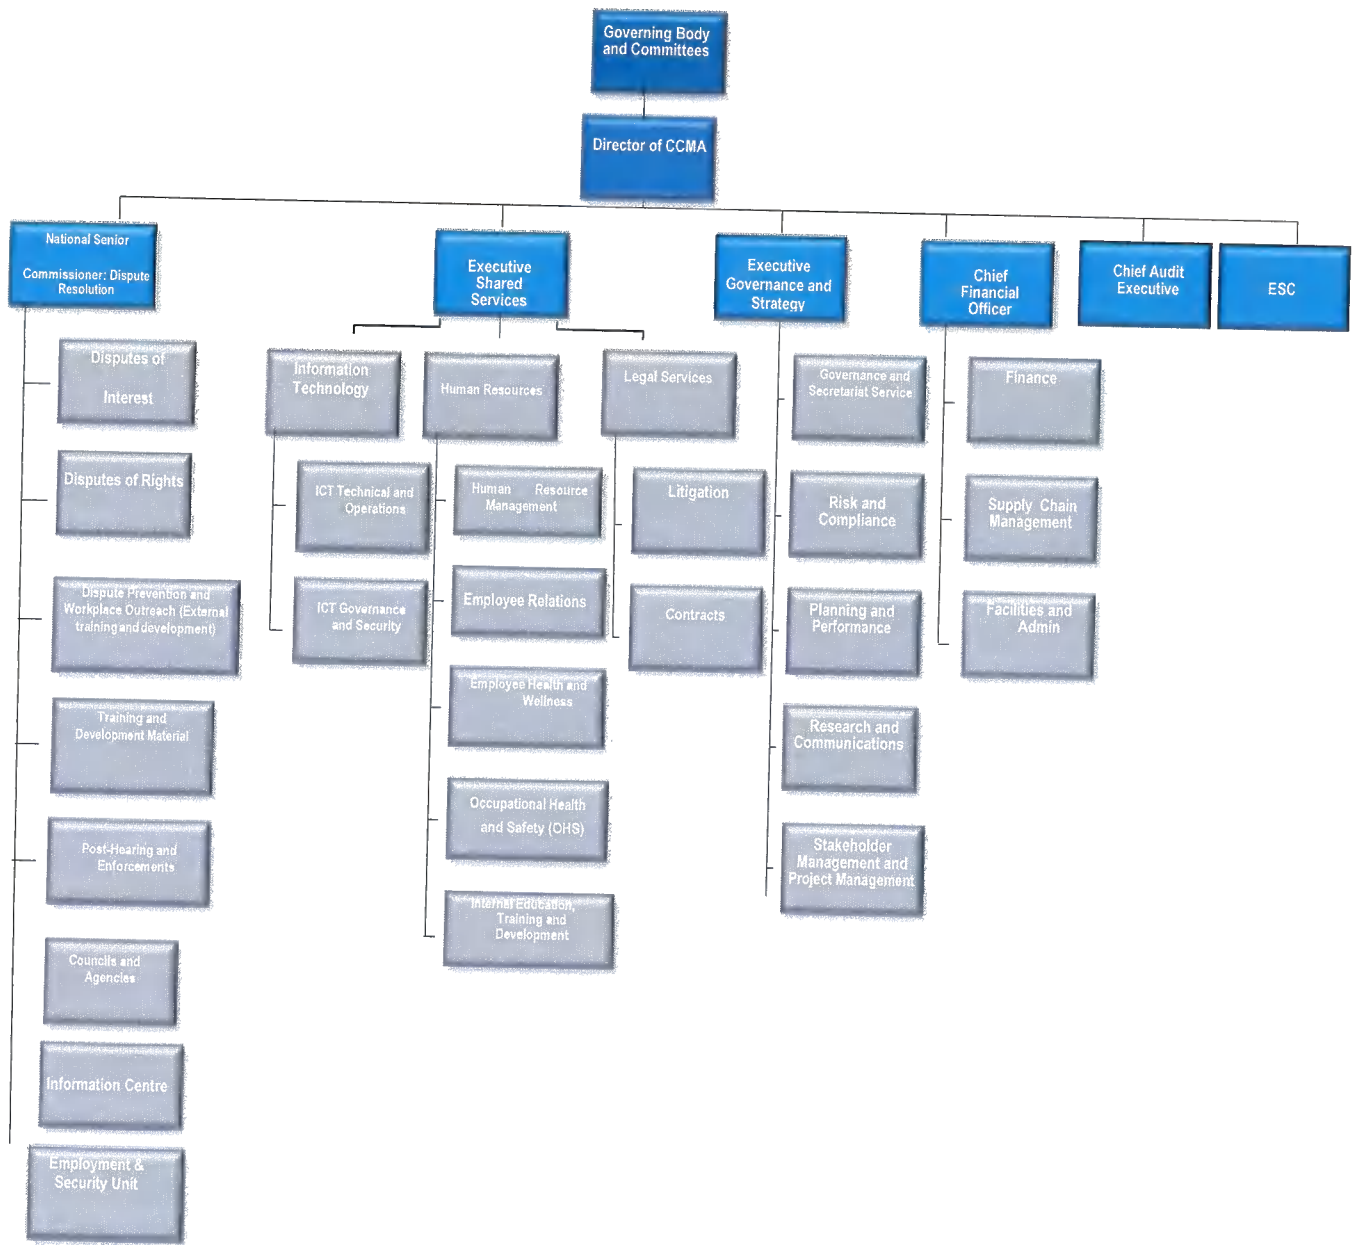 Governing Body
and Committees
Director of CCMA
National Senior
Commissioner: Dispute
Resolution
Executive
Shared
Services
Executive
Governance and
Strategy
Chief
Financial
Officer
Chief Audit
Executive
ESC
Disputes of
Interest
Disputes of Rights
Dispute Prevention and
Workplace Outreach (External
training and development)
Training and
Development Material
Post-Hearing and
Enforcements
Councils and
Agencies
Information Centre
Employment &
Security Unit
Information
Technology
ICT Technical and
Operations
ICT Governance
and Security
Human Resources
Human Resource
Management
Employee Relations
Employee Health and
Wellness
Occupational Health
and Safety (OHS)
Internal Education,
Training and
Development
Legal Services
Litigation
Contracts
Governance and
Secretariat Service
Risk and
Compliance
Planning and
Performance
Research and
Communications
Stakeholder
Management and
Project Management
Finance
Supply Chain
Management
Facilities and
Admin